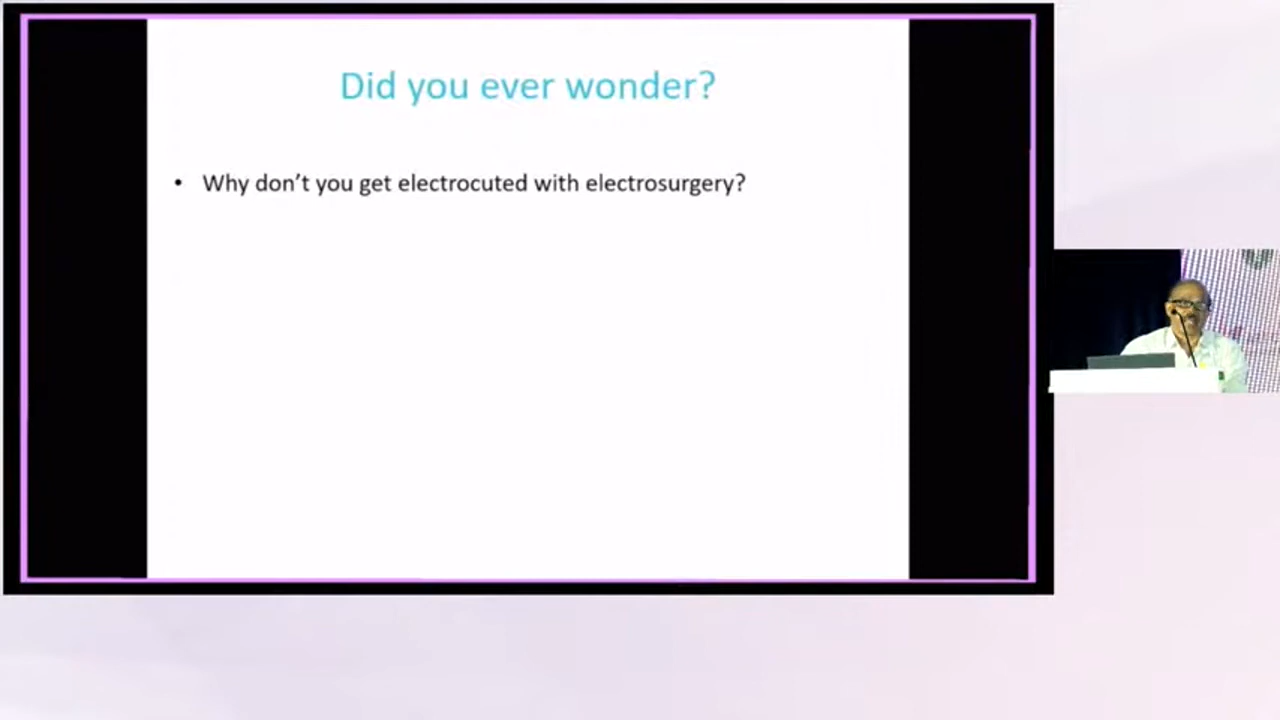 Did you ever wonder?
• Why don't you get electrocuted with electrosurgery?